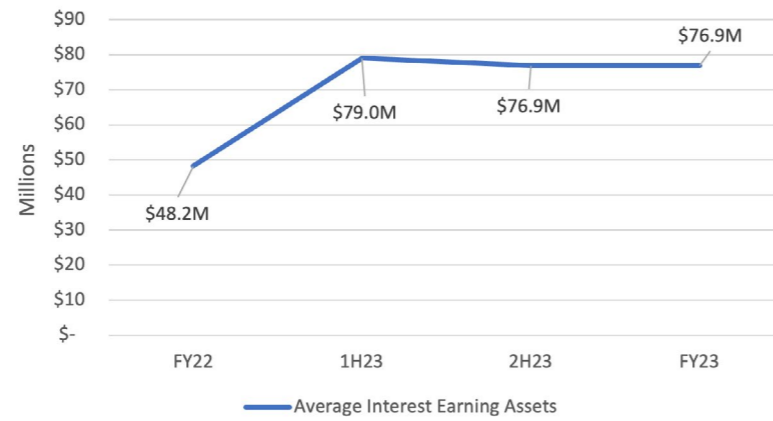 $90
$80
$70
$60
$50
$40
$30
$20
$10
$-
Millions
$48.2M
$79.0M
$76.9M
$76.9M
FY22
1H23
2H23
FY23
Average Interest Earning Assets